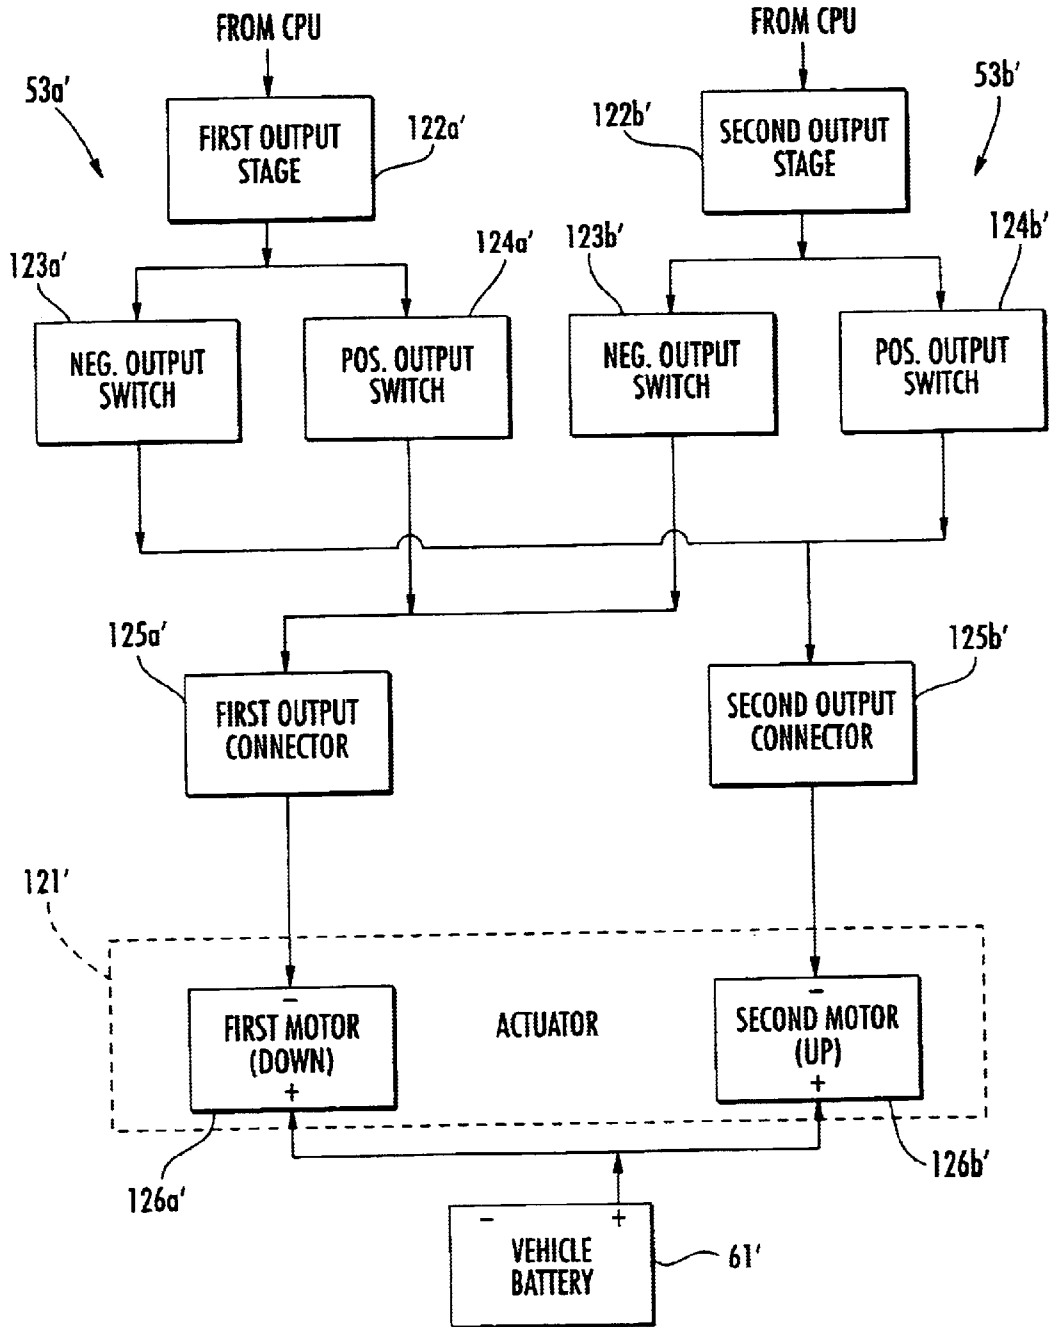 FROM CPU
FROM CPU
53a'
53b'
FIRST OUTPUT
STAGE
122a'
122b'
SECOND OUTPUT
STAGE
123a'
124a'
123b'
124b'
NEG. OUTPUT
SWITCH
POS. OUTPUT
SWITCH
NEG. OUTPUT
SWITCH
POS. OUTPUT
SWITCH
125a'
125b'
FIRST OUTPUT
CONNECTOR
SECOND OUTPUT
CONNECTOR
121'
−
FIRST MOTOR
(DOWN)
+
ACTUATOR
−
SECOND MOTOR
(UP)
+
126a'
126b'
− +
VEHICLE
BATTERY
61'